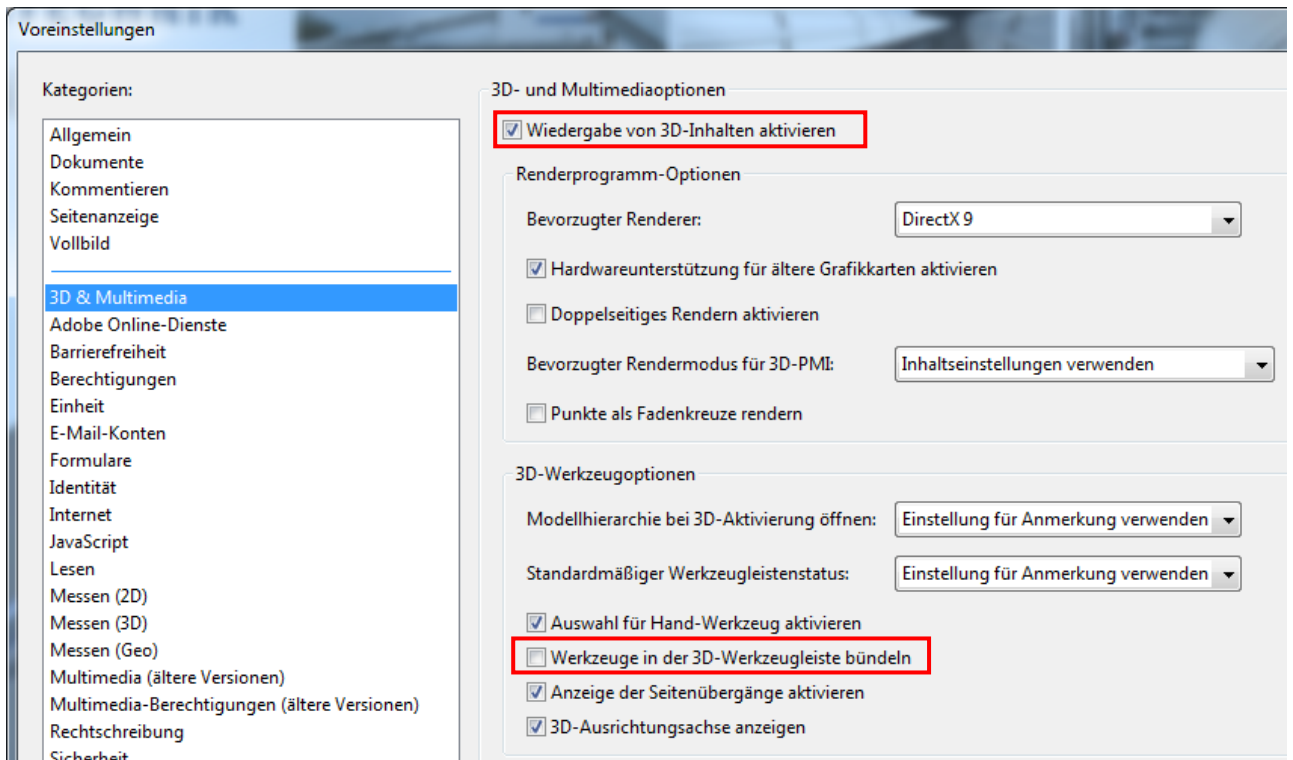 Voreinstellungen
Kategorien:
Allgemein
Dokumente
Kommentieren
Seitenanzeige
Vollbild
3D & Multimedia
Adobe Online-Dienste
Barrierefreiheit
Berechtigungen
Einheit
E-Mail-Konten
Formulare
Identität
Internet
JavaScript
Lesen
Messen (2D)
Messen (3D)
Messen (Geo)
Multimedia (ältere Versionen)
Multimedia-Berechtigungen (ältere Versionen)
Rechtschreibung
Sicherheit
3D- und Multimediaoptionen
Wiedergabe von 3D-Inhalten aktivieren
Renderprogramm-Optionen
Bevorzugter Renderer: DirectX 9
Hardwareunterstützung für ältere Grafikkarten aktivieren
Doppelseitiges Rendern aktivieren
Bevorzugter Rendermodus für 3D-PMI: Inhaltseinstellungen verwenden
Punkte als Fadenkreuze rendern
3D-Werkzeugoptionen
Modellhierarchie bei 3D-Aktivierung öffnen: Einstellung für Anmerkung verwenden
Standardmäßiger Werkzeugleistenstatus: Einstellung für Anmerkung verwenden
Auswahl für Hand-Werkzeug aktivieren
Werkzeuge in der 3D-Werkzeugleiste bündeln
Anzeige der Seitenübergänge aktivieren
3D-Ausrichtungsachse anzeigen